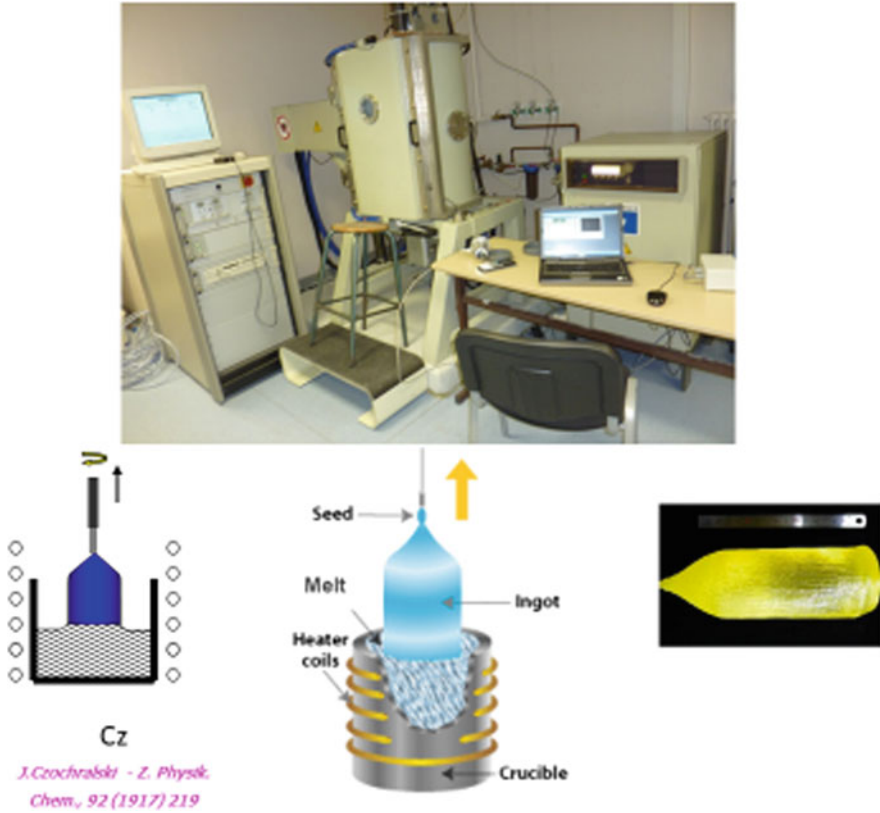 Seed
Melt
Ingot
Heater
coils
Cz
Crucible
J.Czochralski - Z. Physik.
Chem., 92 (1917) 219